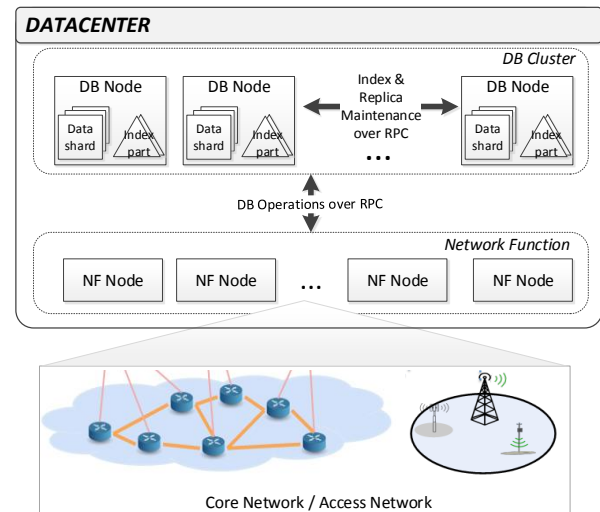 DATACENTER
DB Cluster
DB Node
Data
shard
Index
part
DB Node
Data
shard
Index
part
Index &
Replica
Maintenance
over RPC
...
DB Node
Data
shard
Index
part
DB Operations over RPC
Network Function
NF Node
NF Node
...
NF Node
NF Node
Core Network / Access Network